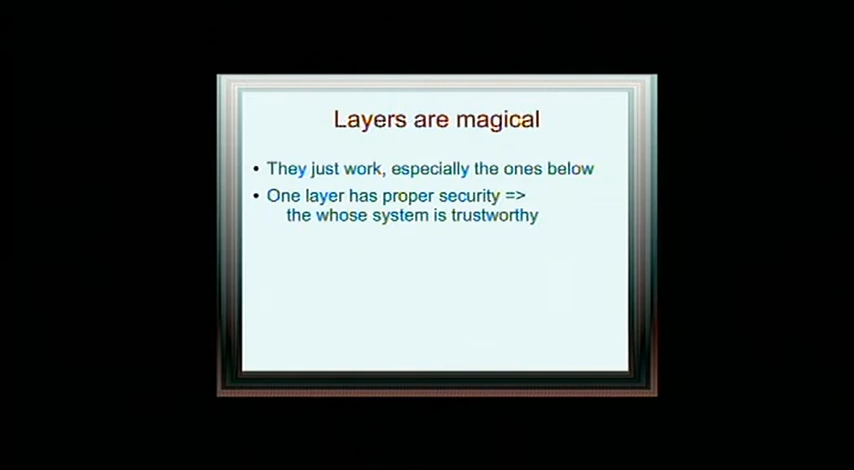 Layers are magical
• They just work, especially the ones below
• One layer has proper security =>
the whose system is trustworthy